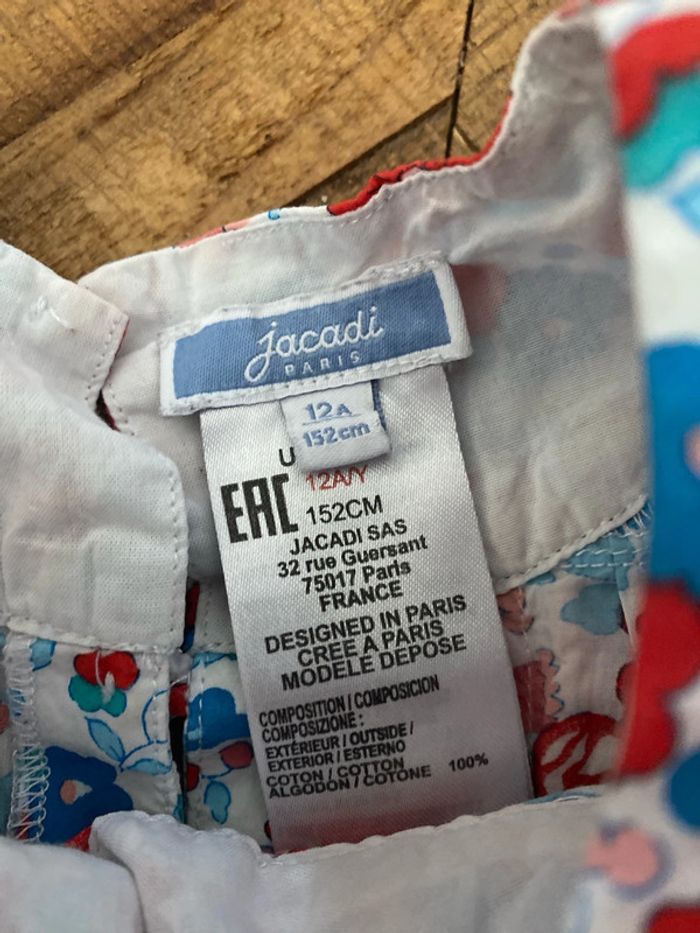 jacadi
PARIS
12A
152cm
U
12A/Y
EAC
152CM
JACADI SAS
32 rue Guersant
75017 Paris
FRANCE
DESIGNED IN PARIS
CREE A PARIS
MODELE DEPOSE
COMPOSITION / COMPOSICION
COMPOSIZIONE :
EXTÉRIEUR / OUTSIDE /
EXTERIOR / ESTERNO
COTON / COTTON
ALGODON / COTONE 100%